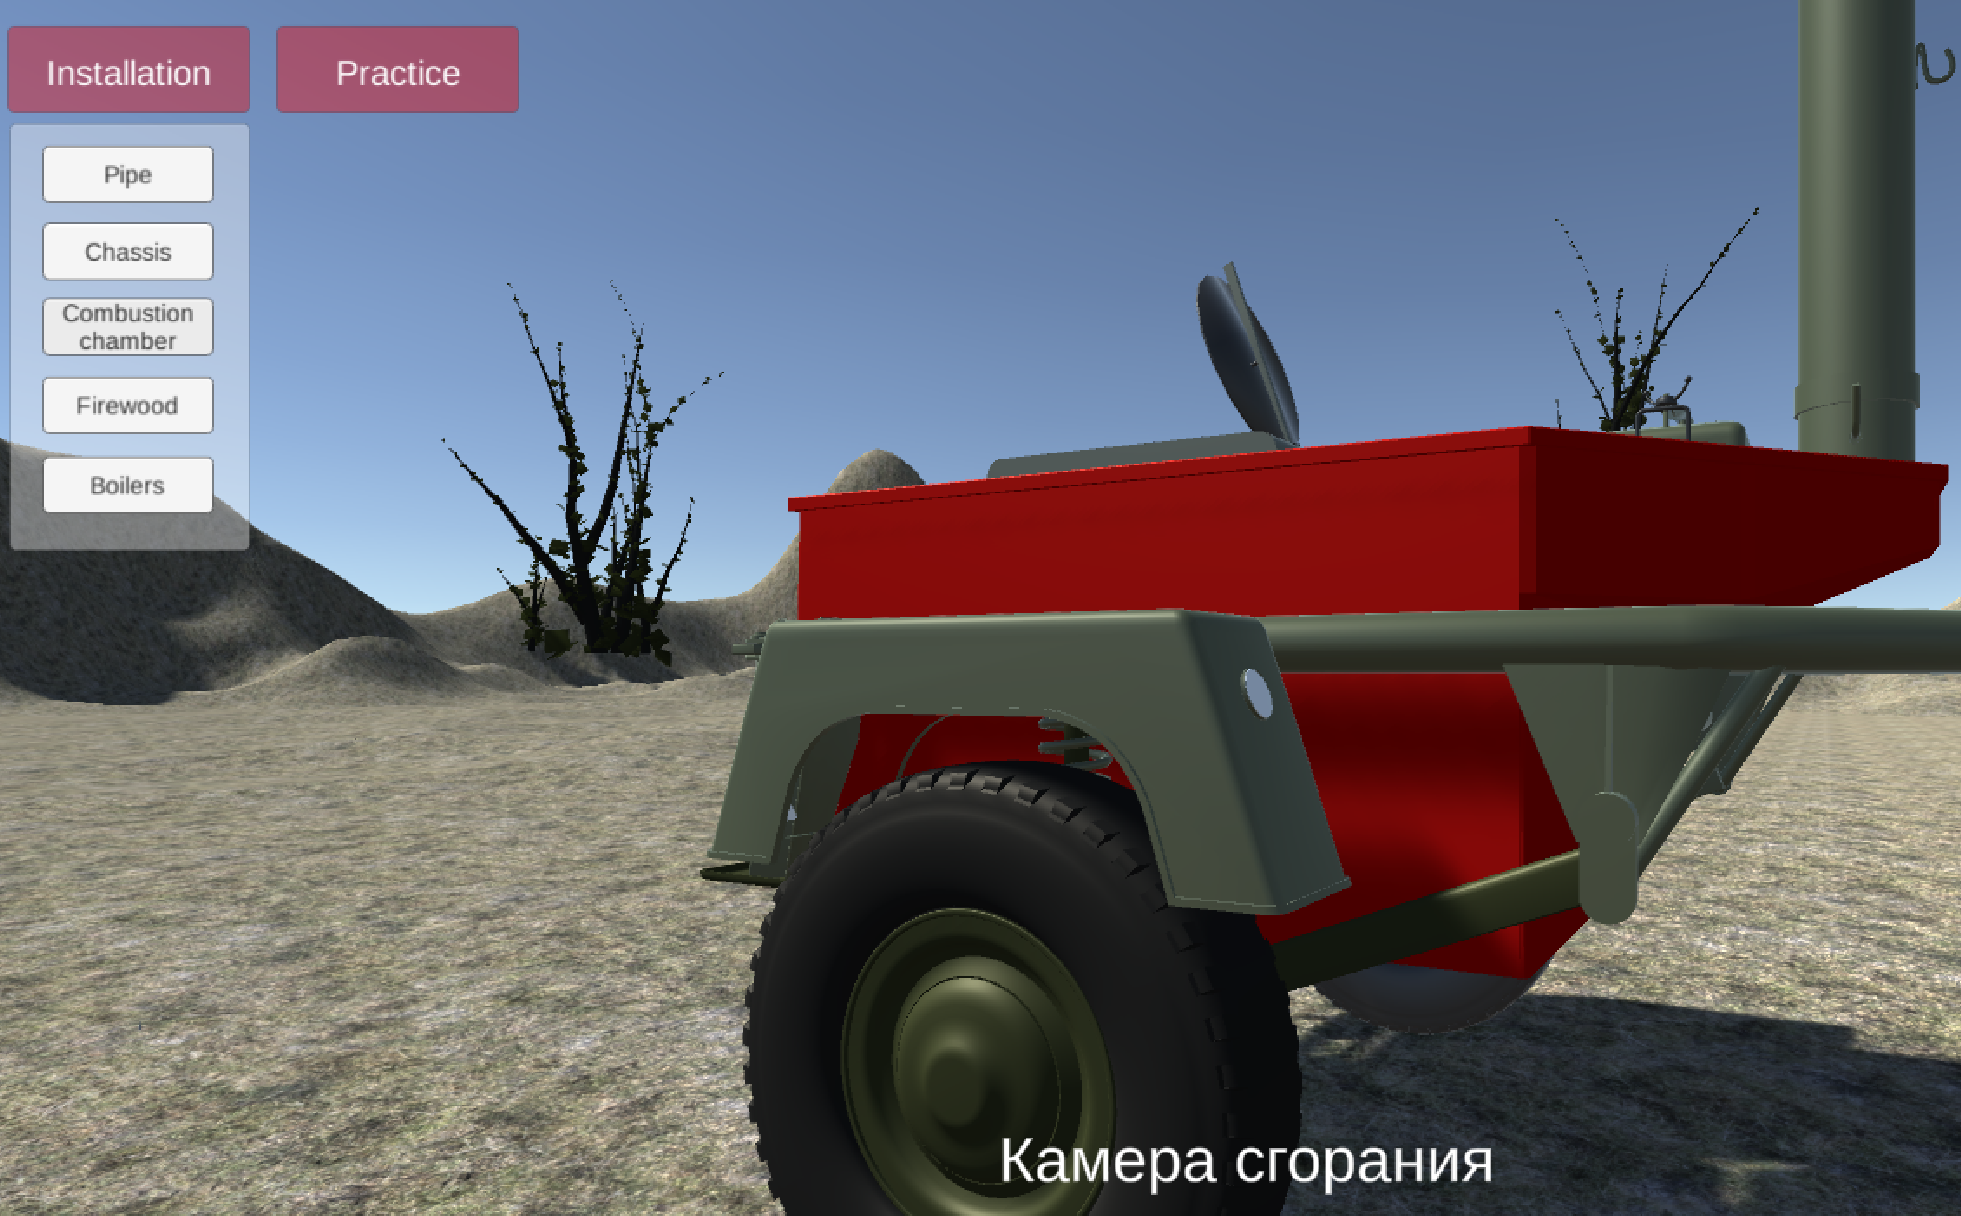 Installation
Practice
Pipe
Chassis
Combustion
chamber
Firewood
Boilers
Камера сгорания